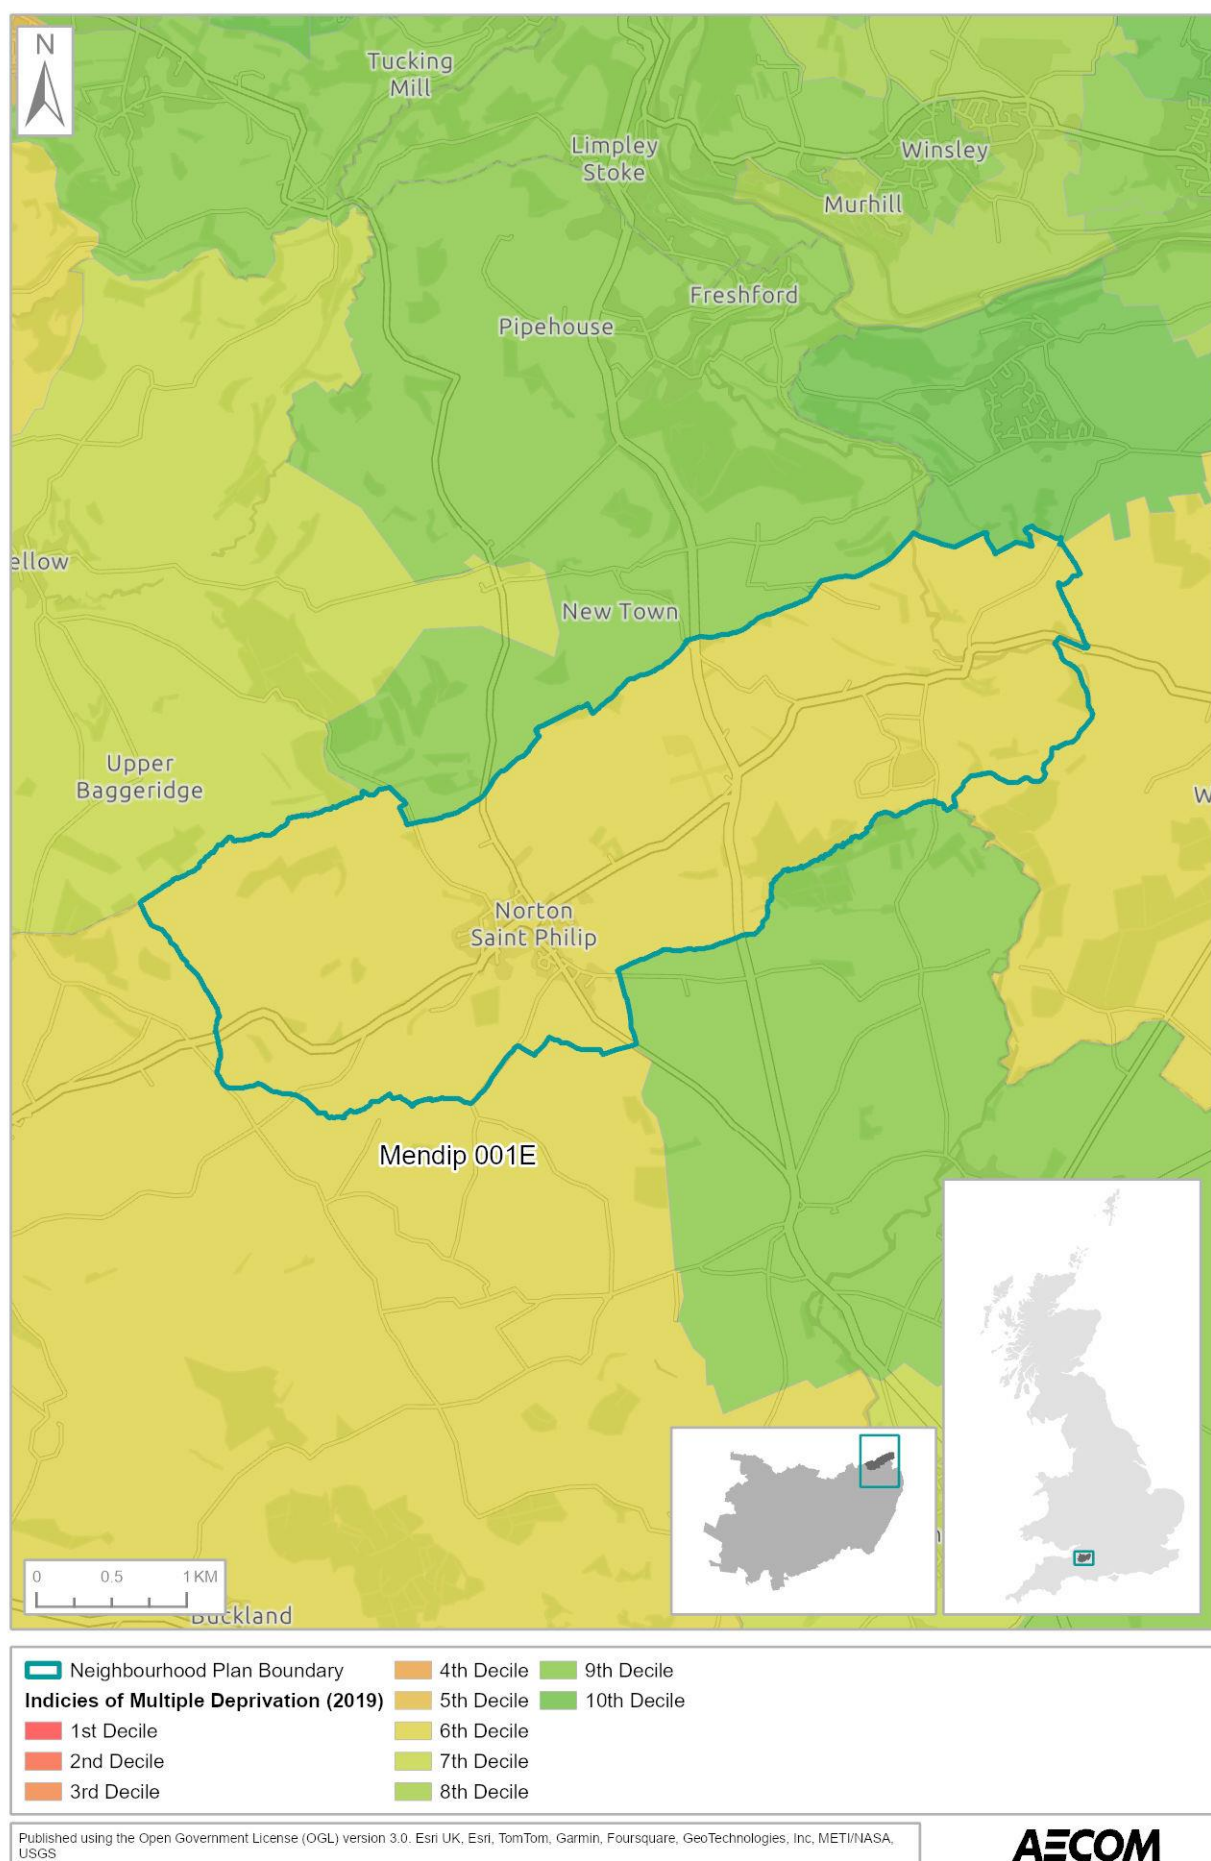 N
Tucking
Mill
Limpley
Stoke
Winsley
Murhill
Freshford
Pipehouse
ellow
New Town
Upper
Baggeridge
W
Norton
Saint Philip
Mendip 001E
0 0.5 1 KM
Buckland
Neighbourhood Plan Boundary
Indicies of Multiple Deprivation (2019)
1st Decile
2nd Decile
3rd Decile
4th Decile
5th Decile
6th Decile
7th Decile
8th Decile
9th Decile
10th Decile
Published using the Open Government License (OGL) version 3.0. Esri UK, Esri, TomTom, Garmin, Foursquare, GeoTechnologies, Inc, METI/NASA,
USGS
AECOM